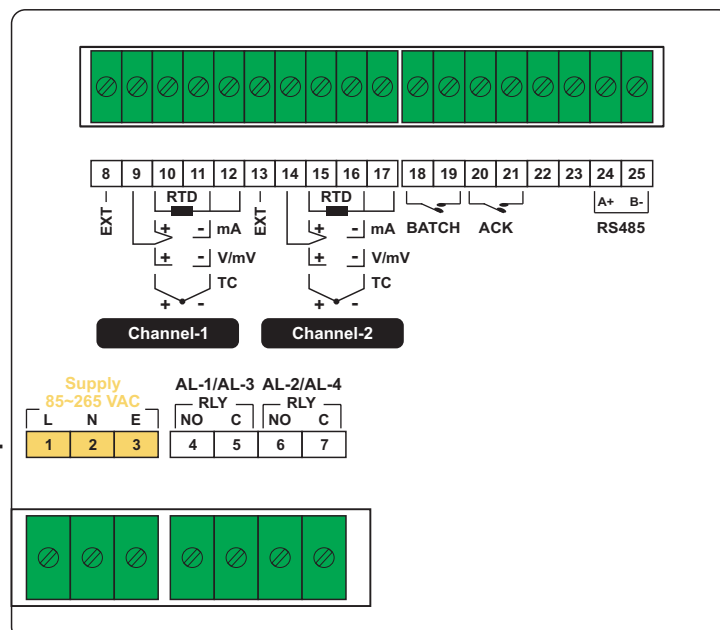 8 9 10 11 12 13 14 15 16 17 18 19 20 21 22 23 24 25
EXT – RTD EXT – RTD A+ B-
+ - mA + - mA BATCH ACK RS485
+ - V/mV + - V/mV
TC TC
+ - + -
Channel-1 Channel-2
Supply AL-1/AL-3 AL-2/AL-4
85~265 VAC RLY RLY
L N E NO C NO C
1 2 3 4 5 6 7